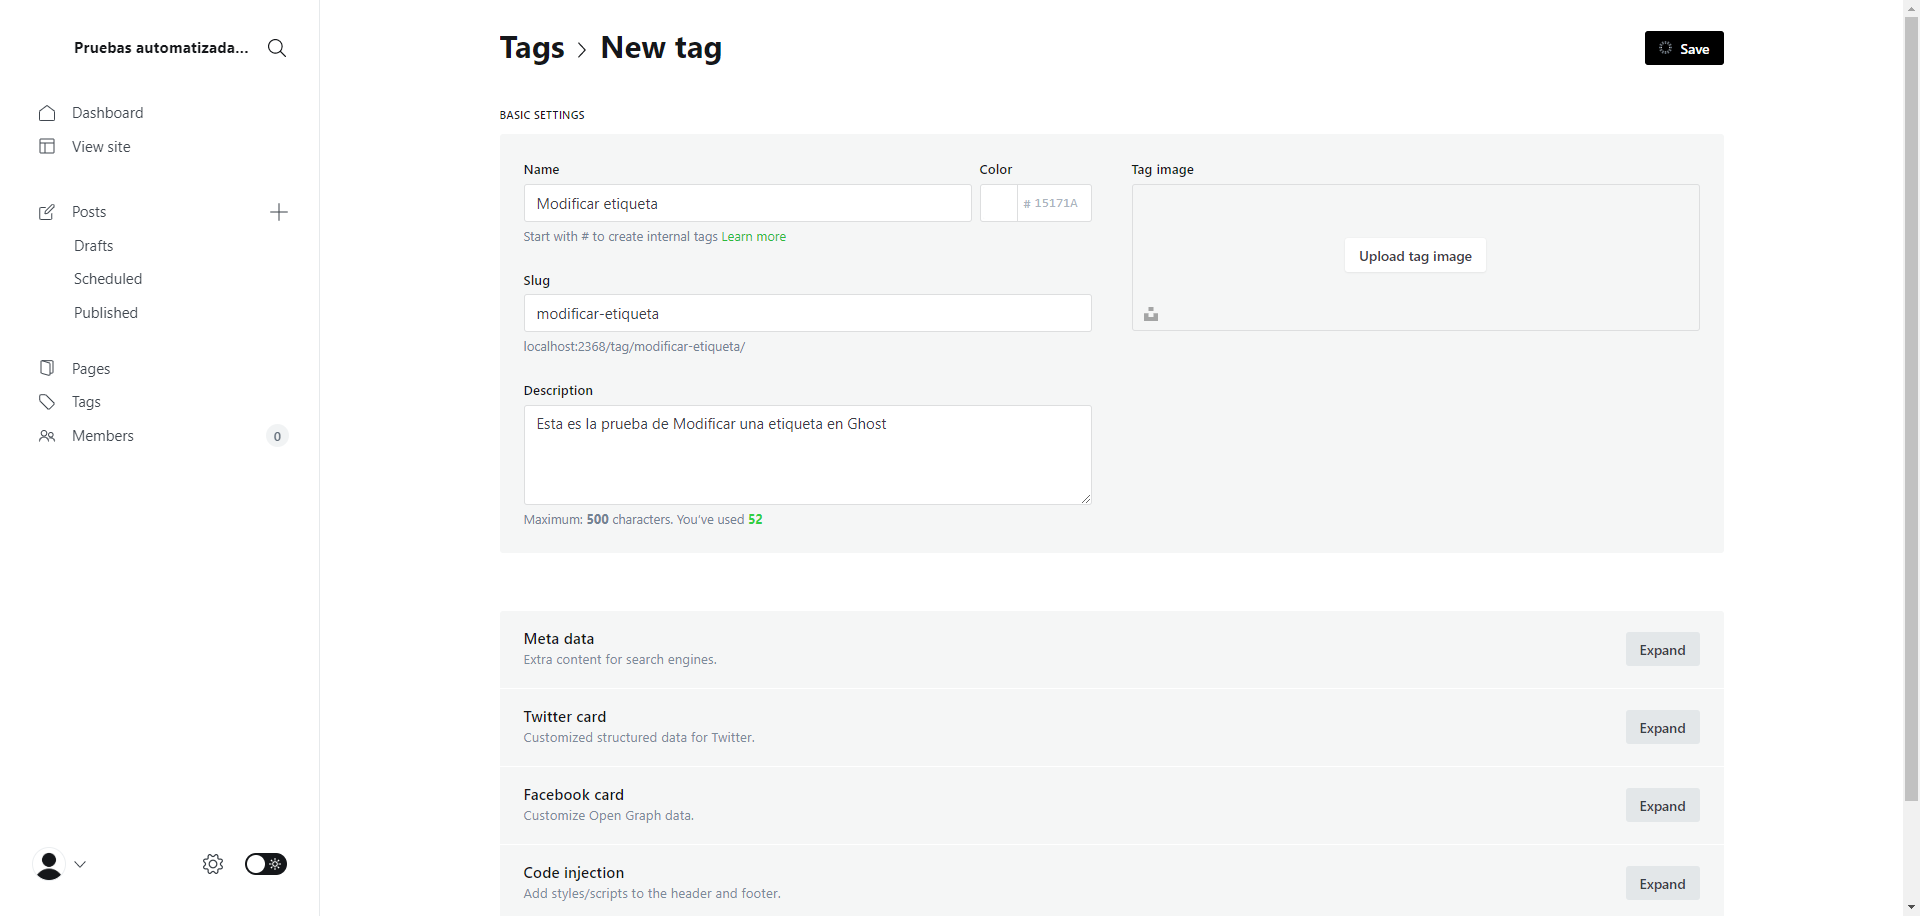 Pruebas automatizada...
Dashboard
View site
Posts
Drafts
Scheduled
Published
Pages
Tags
Members
0
Tags
New tag
Save
BASIC SETTINGS
Name
Modificar etiqueta
Start with # to create internal tags Learn more
Color
# 15171A
Slug
modificar-etiqueta
localhost:2368/tag/modificar-etiqueta/
Description
Esta es la prueba de Modificar una etiqueta en Ghost
Maximum: 500 characters. You've used 52
Tag image
Upload tag image
Meta data
Extra content for search engines.
Expand
Twitter card
Customized structured data for Twitter.
Expand
Facebook card
Customize Open Graph data.
Expand
Code injection
Add styles/scripts to the header and footer.
Expand